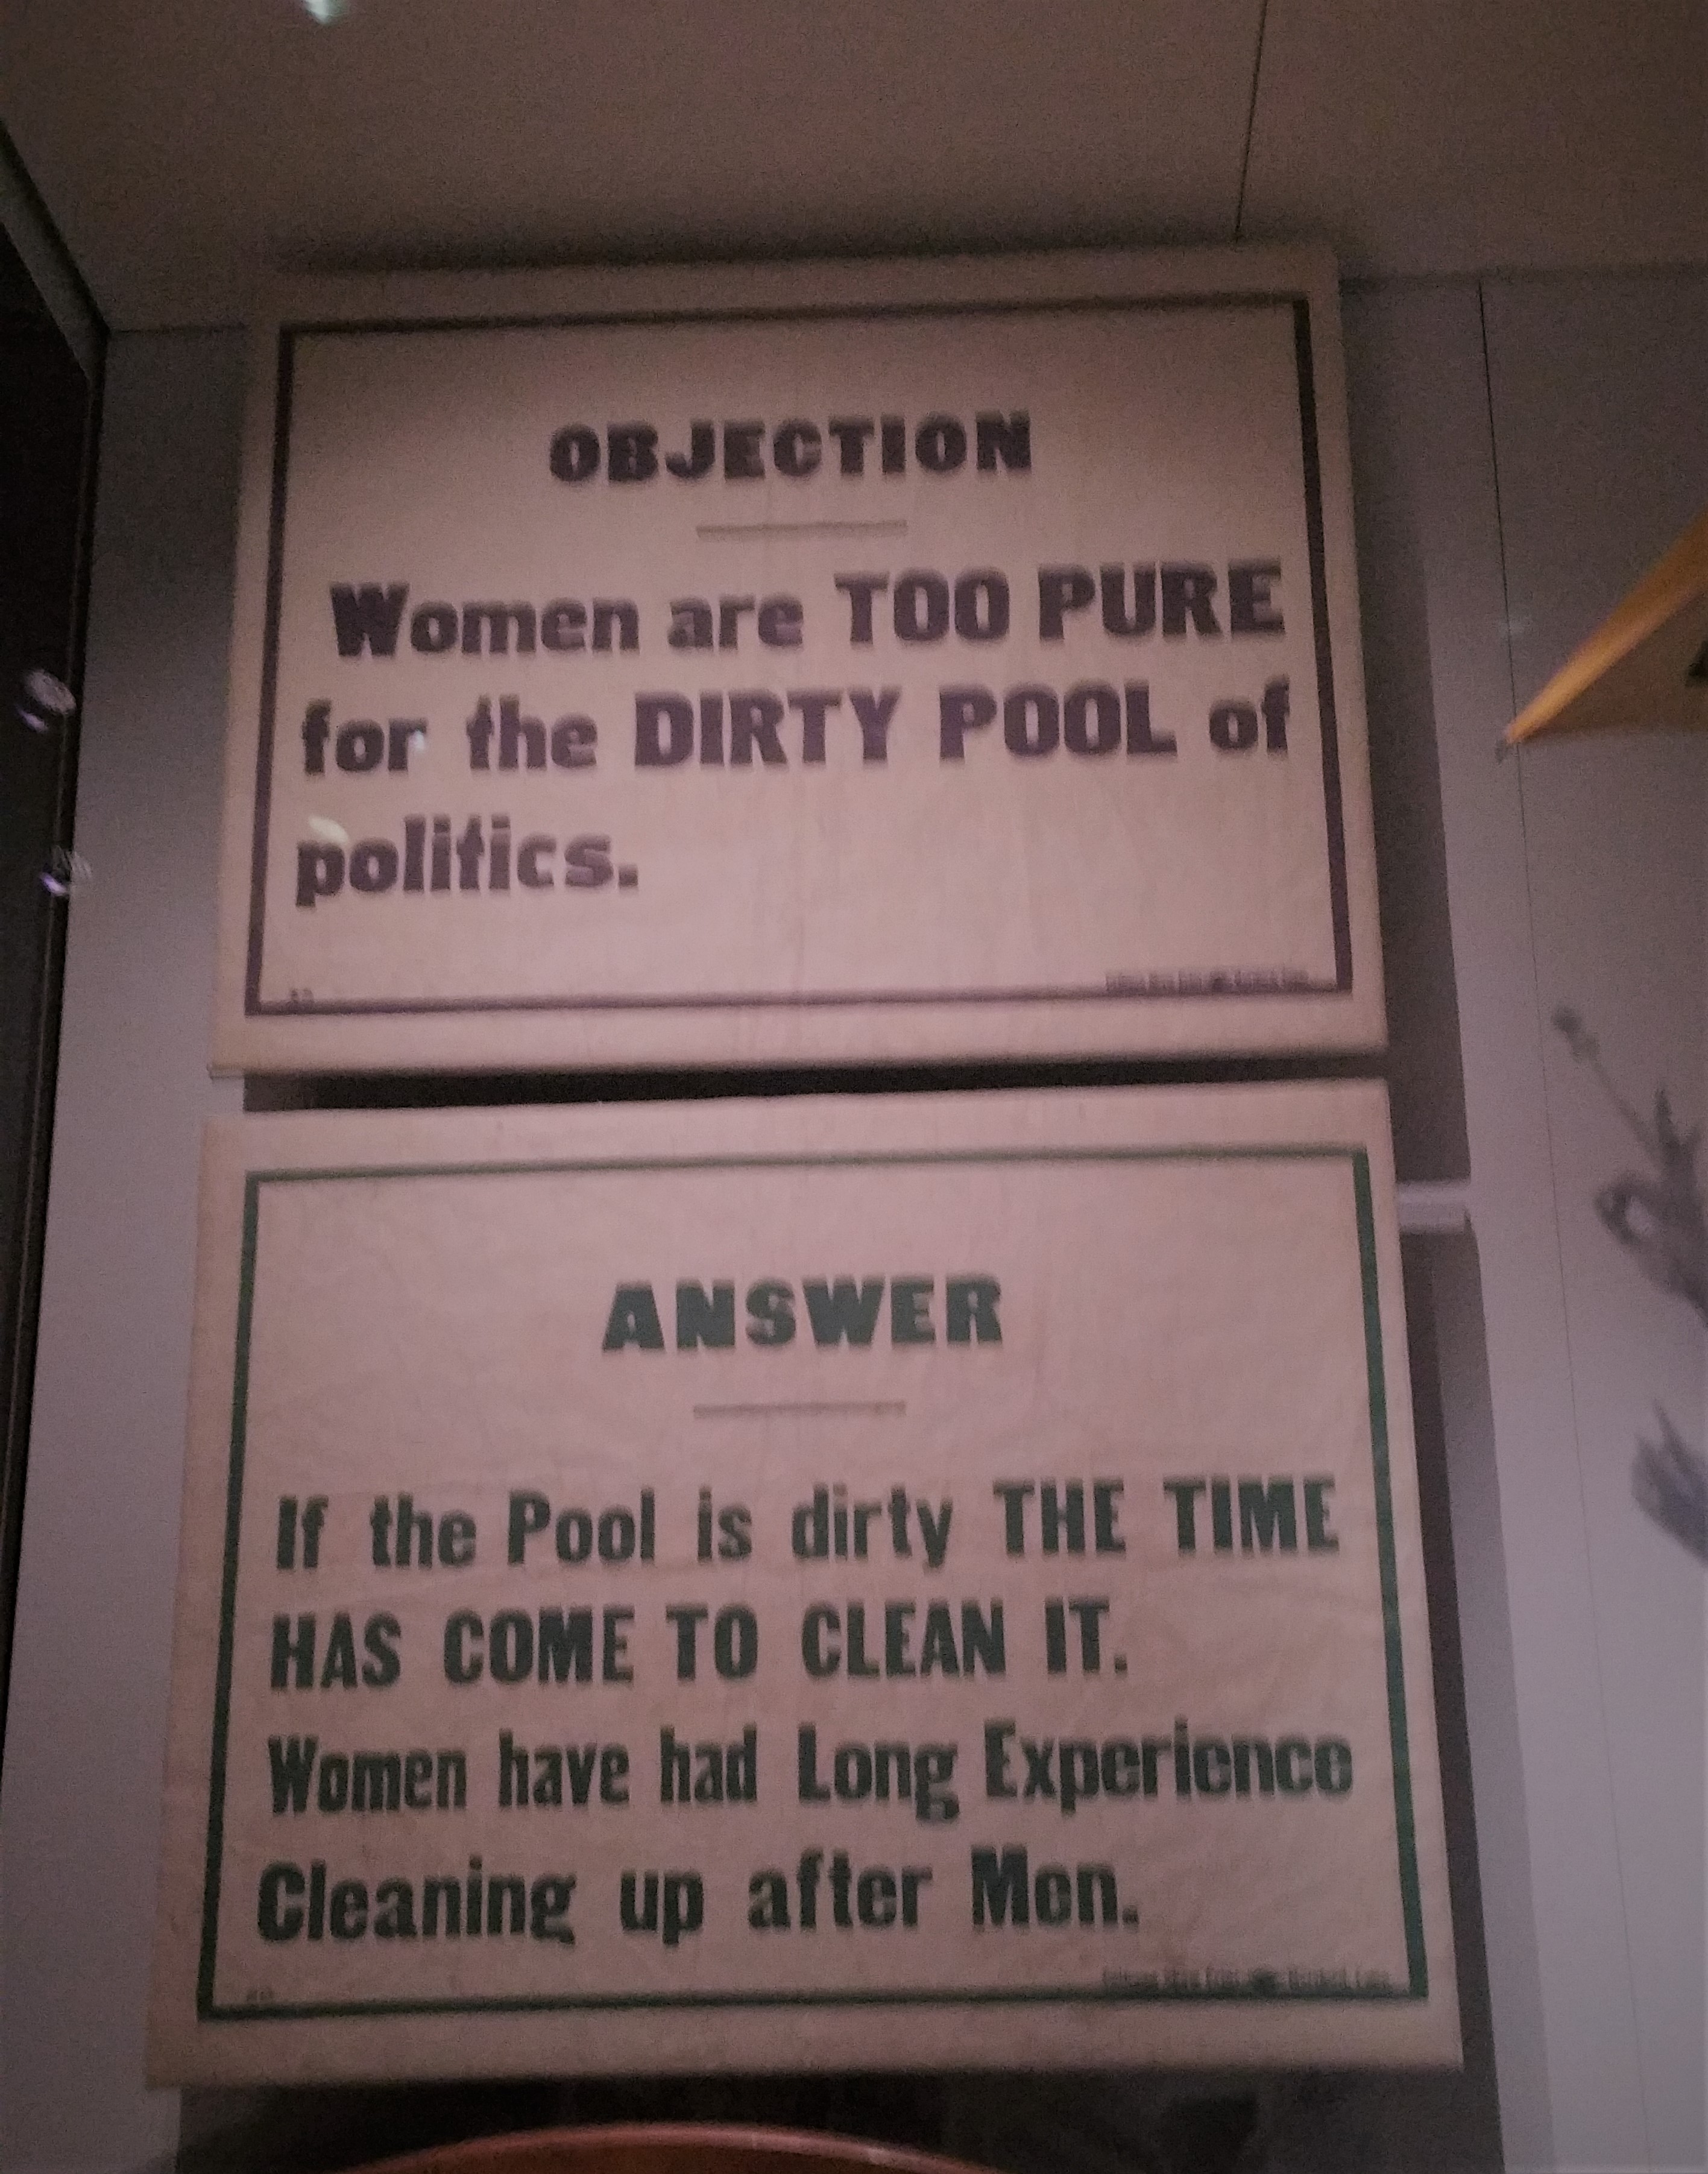 OBJECTION
Women are TOO PURE
for the DIRTY POOL of
politics.
ANSWER
If the Pool is dirty THE TIME
HAS COME TO CLEAN IT.
Women have had Long Experience
Cleaning up after Men.